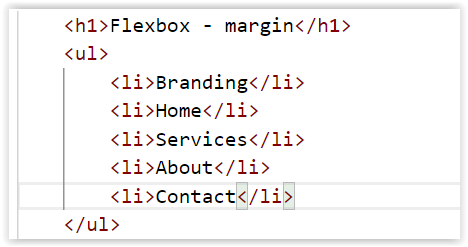 <h1>Flexbox - margin</h1>
<ul>
<li>Branding</li>
<li>Home</li>
<li>Services</li>
<li>About</li>
<li>Contact</li>
</ul>